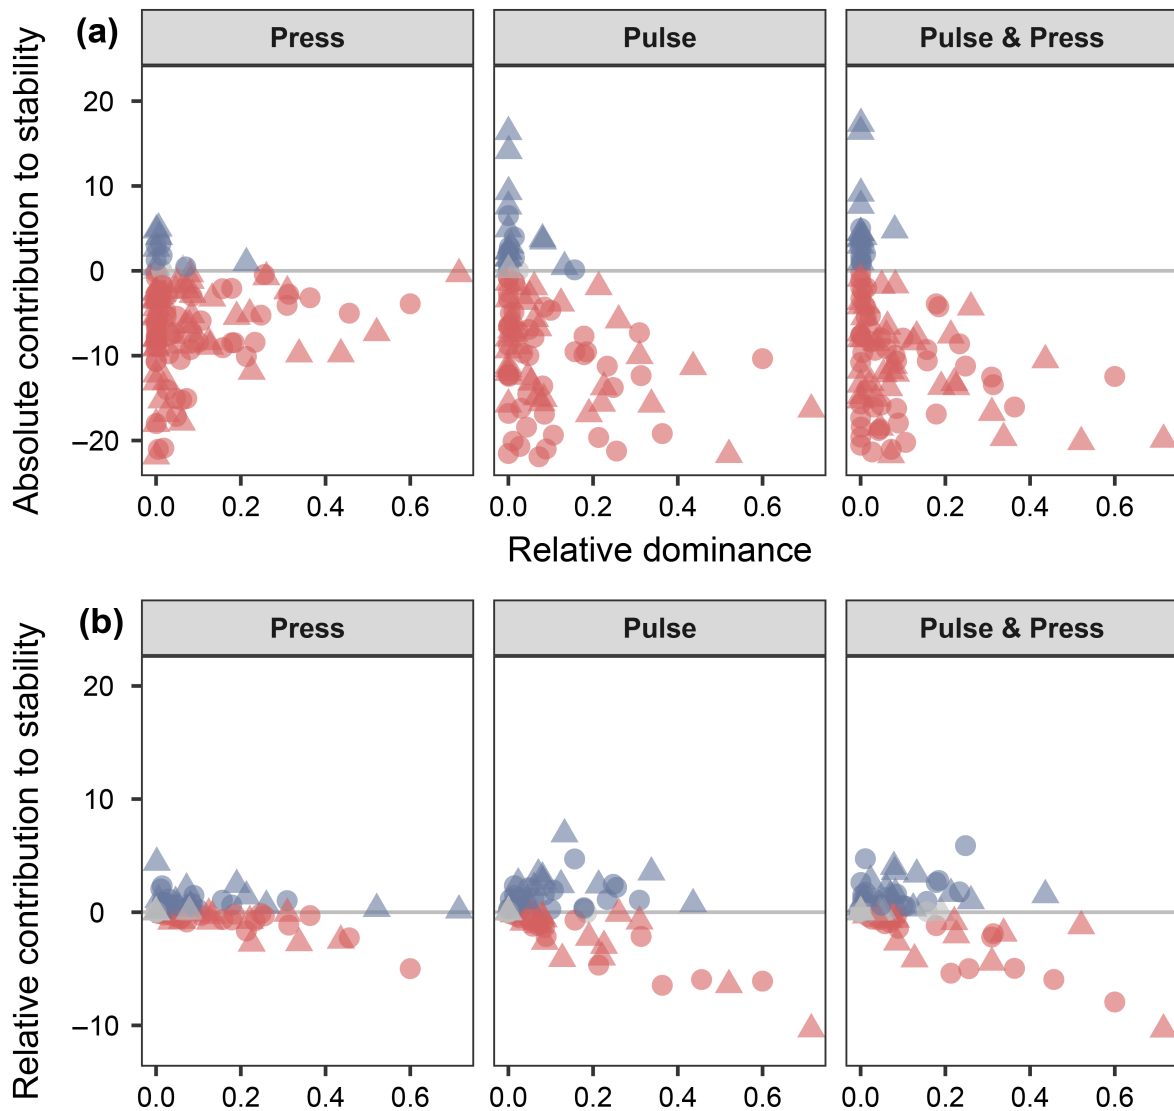 (a)
Press
Pulse
Pulse & Press
Absolute contribution to stability
20
10
0
−10
−20
0.0 0.2 0.4 0.6
0.0 0.2 0.4 0.6
0.0 0.2 0.4 0.6
Relative dominance
(b)
Press
Pulse
Pulse & Press
Relative contribution to stability
20
10
0
−10
0.0 0.2 0.4 0.6
0.0 0.2 0.4 0.6
0.0 0.2 0.4 0.6